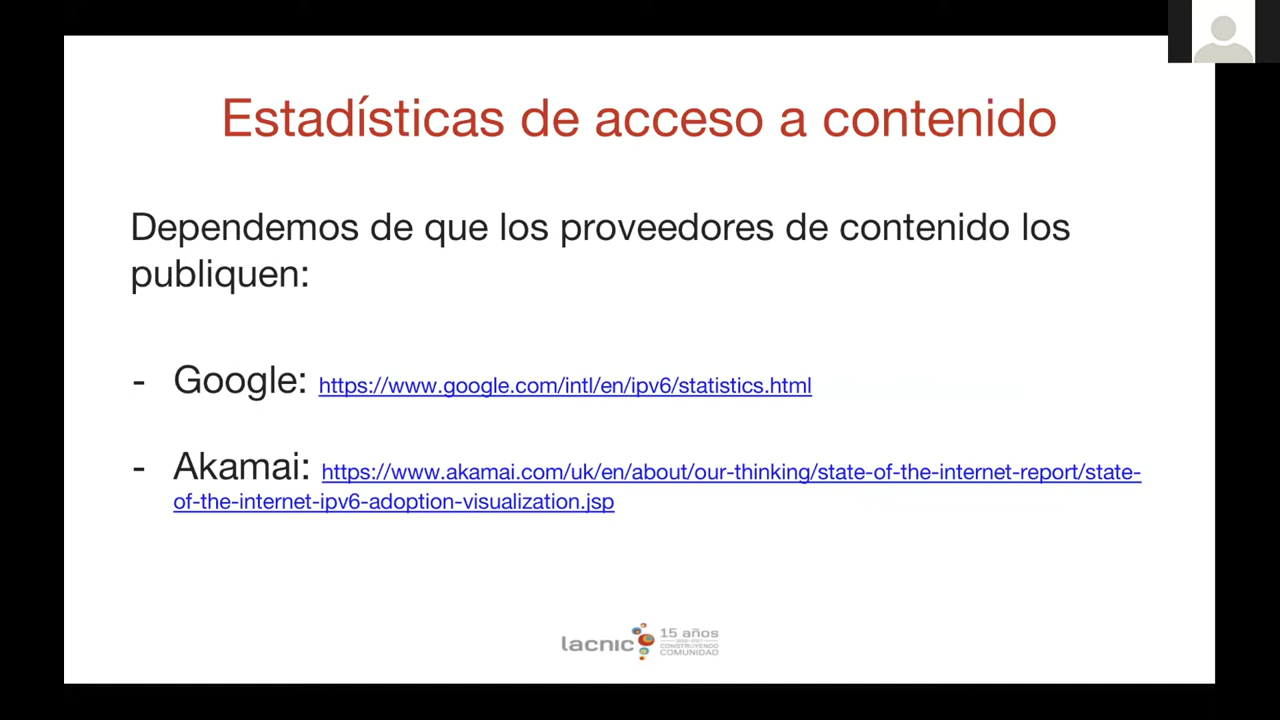 Estadísticas de acceso a contenido
Dependemos de que los proveedores de contenido los
publiquen:
- Google: https://www.google.com/intl/en/ipv6/statistics.html
- Akamai: https://www.akamai.com/uk/en/about/our-thinking/state-of-the-internet-report/state-
of-the-internet-ipv6-adoption-visualization.jsp
lacnic
15 años
CONSTRUYENDO
COMUNIDAD